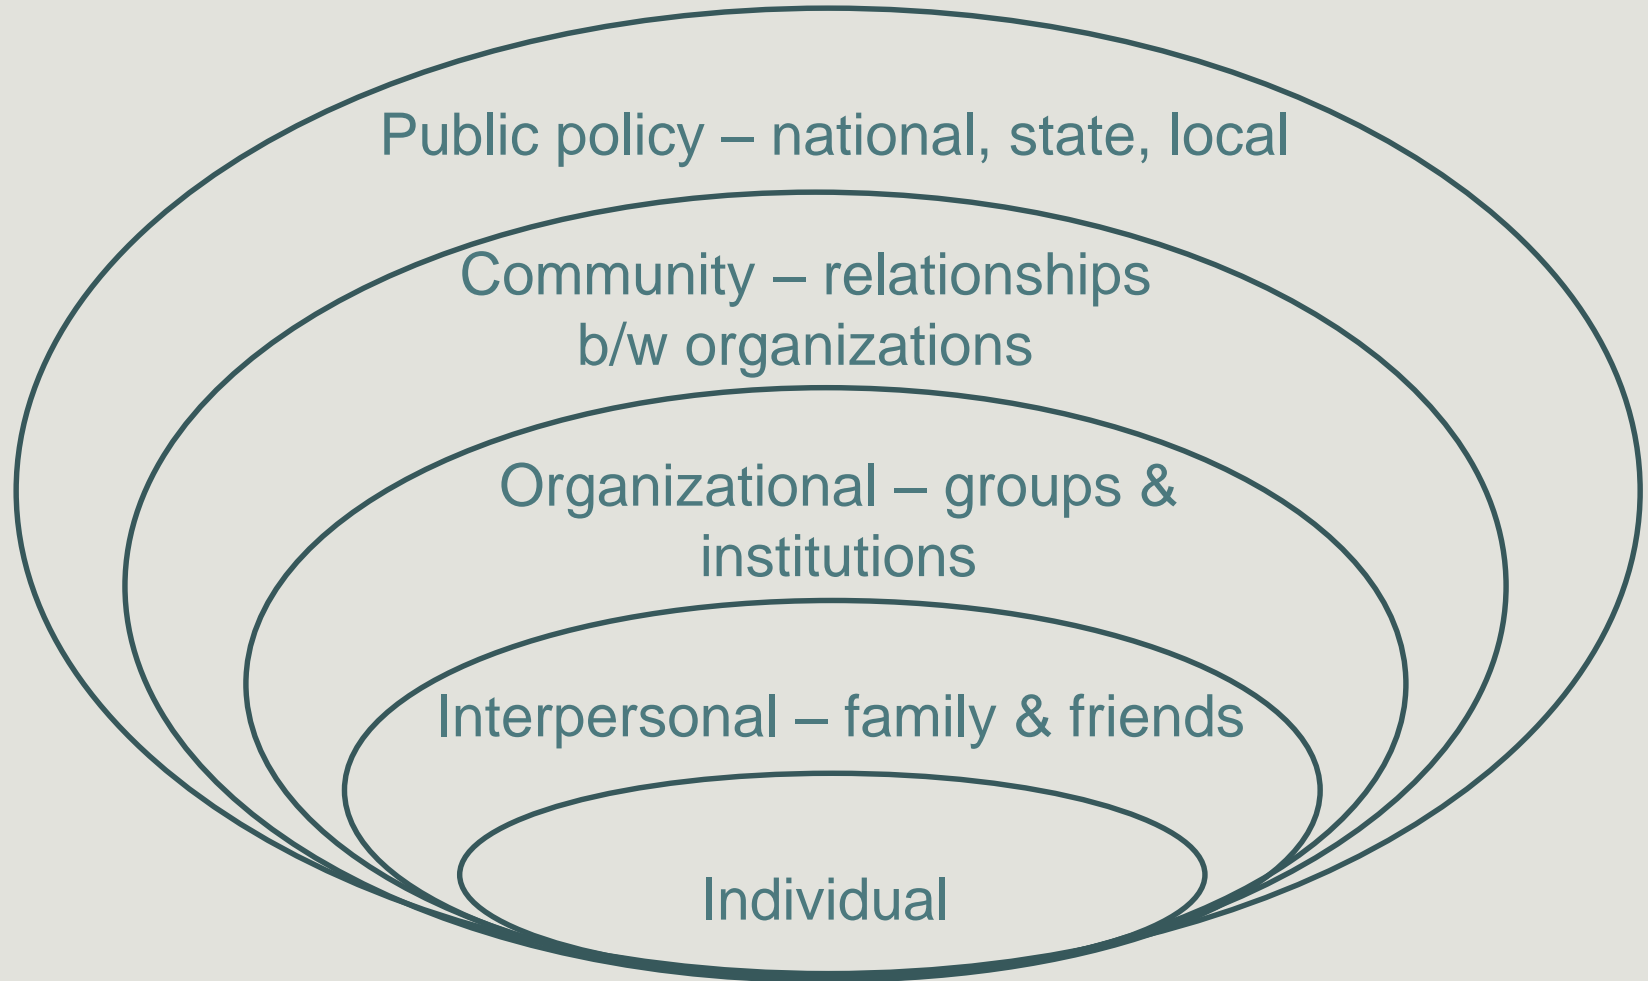 Public policy – national, state, local
Community – relationships
b/w organizations
Organizational – groups &
institutions
Interpersonal – family & friends
Individual